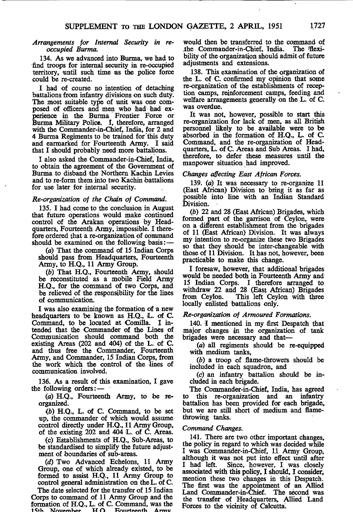 SUPPLEMENT TO THE LONDON GAZETTE, 2 APRIL, 1951 1727
Arrangements for Internal Security in re-
occupied Burma.
134. As we advanced into Burma, we had to
find troops for internal security in re-occupied
territory, until such time as the police force
could be re-created.
I had of course no intention of detaching
battalions from infantry divisions on such duty.
The most suitable type of unit was one com-
posed of officers and men who had had ex-
perience in the Burma Frontier Force or
Burma Military Police. I, therefore, arranged
with the Commander-in-Chief, India, for 2 and
4 Burma Regiments to be trained for this duty
and earmarked for Fourteenth Army. I said
that I should probably need more battalions.
I also asked the Commander-in-Chief, India,
to obtain the agreement of the Government of
Burma to disband the Northern Kachin Levies
and to re-form them into two Kachin battalions
for use later for internal security.
Re-organization of the Chain of Command.
135. I had come to the conclusion in August
that future operations would make continued
control of the Arakan operations by Head-
quarters, Fourteenth Army, impossible. I there-
fore ordered that a re-organization of command
should be examined on the following basis:—
(a) That the command of 15 Indian Corps
should pass from Headquarters, Fourteenth
Army, to H.Q., 11 Army Group.
(b) That H.Q., Fourteenth Army, should
be reconstituted as a mobile Field Army
H.Q., for the command of two Corps, and
be relieved of the responsibility for the lines
of communication.
I was also examining the formation of a new
headquarters to be known as H.Q., L. of C.
Command, to be located at Comilla. I in-
tended that the Commander of the Lines of
Communication should command both the
existing Areas (202 and 404) of the L. of C.
and thus free the Commander, Fourteenth
Army, and Commander, 15 Indian Corps, from
the work which the control of the lines of
communication involved.
136. As a result of this examination, I gave
the following orders:—
(a) H.Q., Fourteenth Army, to be re-
organized.
(b) H.Q., L. of C. Command, to be set
up, the commander of which would assume
control directly under H.Q., 11 Army Group,
of the existing 202 and 404 L. of C. Areas.
(c) Establishments of H.Q., Sub-Areas, to
be standardised to simplify the future adjust-
ment of boundaries of sub-areas.
(d) Two Advanced Echelons, 11 Army
Group, one of which already existed, to be
formed to assist H.Q., 11 Army Group to
control general administration on the L. of C.
The date selected for the transfer of 15 Indian
Corps to command of 11 Army Group and the
formation of H.Q., L. of C. Command, was the
15th November. H.Q., Fourteenth Army,
would then be transferred to the command of
the Commander-in-Chief, India. The flexi-
bility of the organization should admit of future
adjustments and extensions.
138. This examination of the organization of
the L. of C. confirmed my opinion that some
re-organization of the establishments of recep-
tion camps, reinforcement camps, feeding and
welfare arrangements generally on the L. of C.
was overdue.
It was not, however, possible to start this
re-organization for lack of men, as all British
personnel likely to be available were to be
absorbed in the formation of H.Q., L. of C.
Command, and the re-organization of Head-
quarters, L. of C. Areas and Sub Areas. I had,
therefore, to defer these measures until the
manpower situation had improved.
Changes affecting East African Forces.
139. (a) It was necessary to re-organize 11
(East African) Division to bring it as far as
possible into line with an Indian Standard
Division.
(b) 22 and 28 (East African) Brigades, which
formed part of the garrison of Ceylon, were
on a different establishment from the brigades
of 11 (East African) Division. It was always
my intention to re-organize these two Brigades
so that they should be inter-changeable with
those of 11 Division. It has not, however, been
practicable to make this change.
I foresaw, however, that additional brigades
would be needed both in Fourteenth Army and
15 Indian Corps. I therefore arranged to
withdraw 22 and 28 (East African) Brigades
from Ceylon. This left Ceylon with three
locally enlisted battalions only.
Re-organization of Armoured Formations.
140. I mentioned in my first Despatch that
major changes in the organization of tank
brigades were necessary and that—
(a) all regiments should be re-equipped
with medium tanks,
(b) a troop of flame-throwers should be
included in each squadron, and
(c) an infantry battalion should be in-
cluded in each brigade.
The Commander-in-Chief, India, has agreed
to this re-organization and an infantry
battalion has been provided for each brigade,
but we are still short of medium and flame-
throwing tanks.
Command Changes.
141. There are two other important changes,
the policy in regard to which was decided while
I was Commander-in-Chief, 11 Army Group,
although it was not put into effect until after
I had left. Since, however, I was closely
associated with this policy, I should, I consider,
mention these two changes in this Despatch.
The first was the appointment of an Allied
Land Commander-in-Chief. The second was
the transfer of Headquarters, Allied Land
Forces to the vicinity of Calcutta.